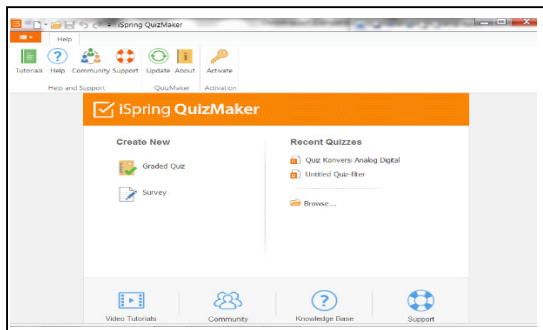 iSpring QuizMaker
Help
Tutorials Help Community Support Update About Activate
Help and Support QuizMaker Activation
iSpring QuizMaker
Create New
Graded Quiz
Survey
Recent Quizzes
Quiz Konversi Analog Digital
Untitled Quiz-filter
Browse...
Video Tutorials Community Knowledge Base Support